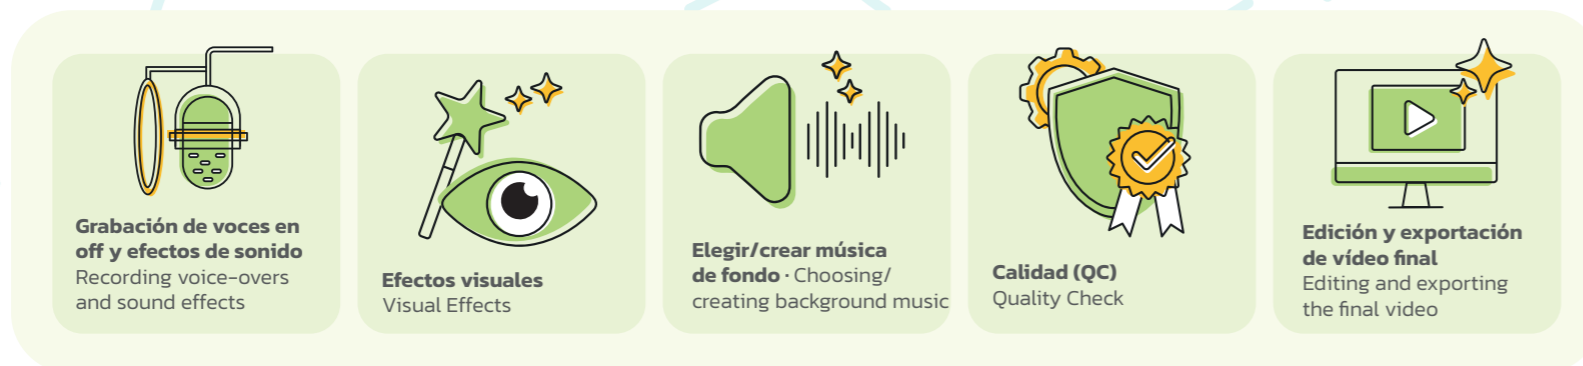 Grabación de voces en
off y efectos de sonido
Recording voice-overs
and sound effects
Efectos visuales
Visual Effects
Elegir/crear música
de fondo · Choosing/
creating background music
Calidad (QC)
Quality Check
Edición y exportación
de vídeo final
Editing and exporting
the final video